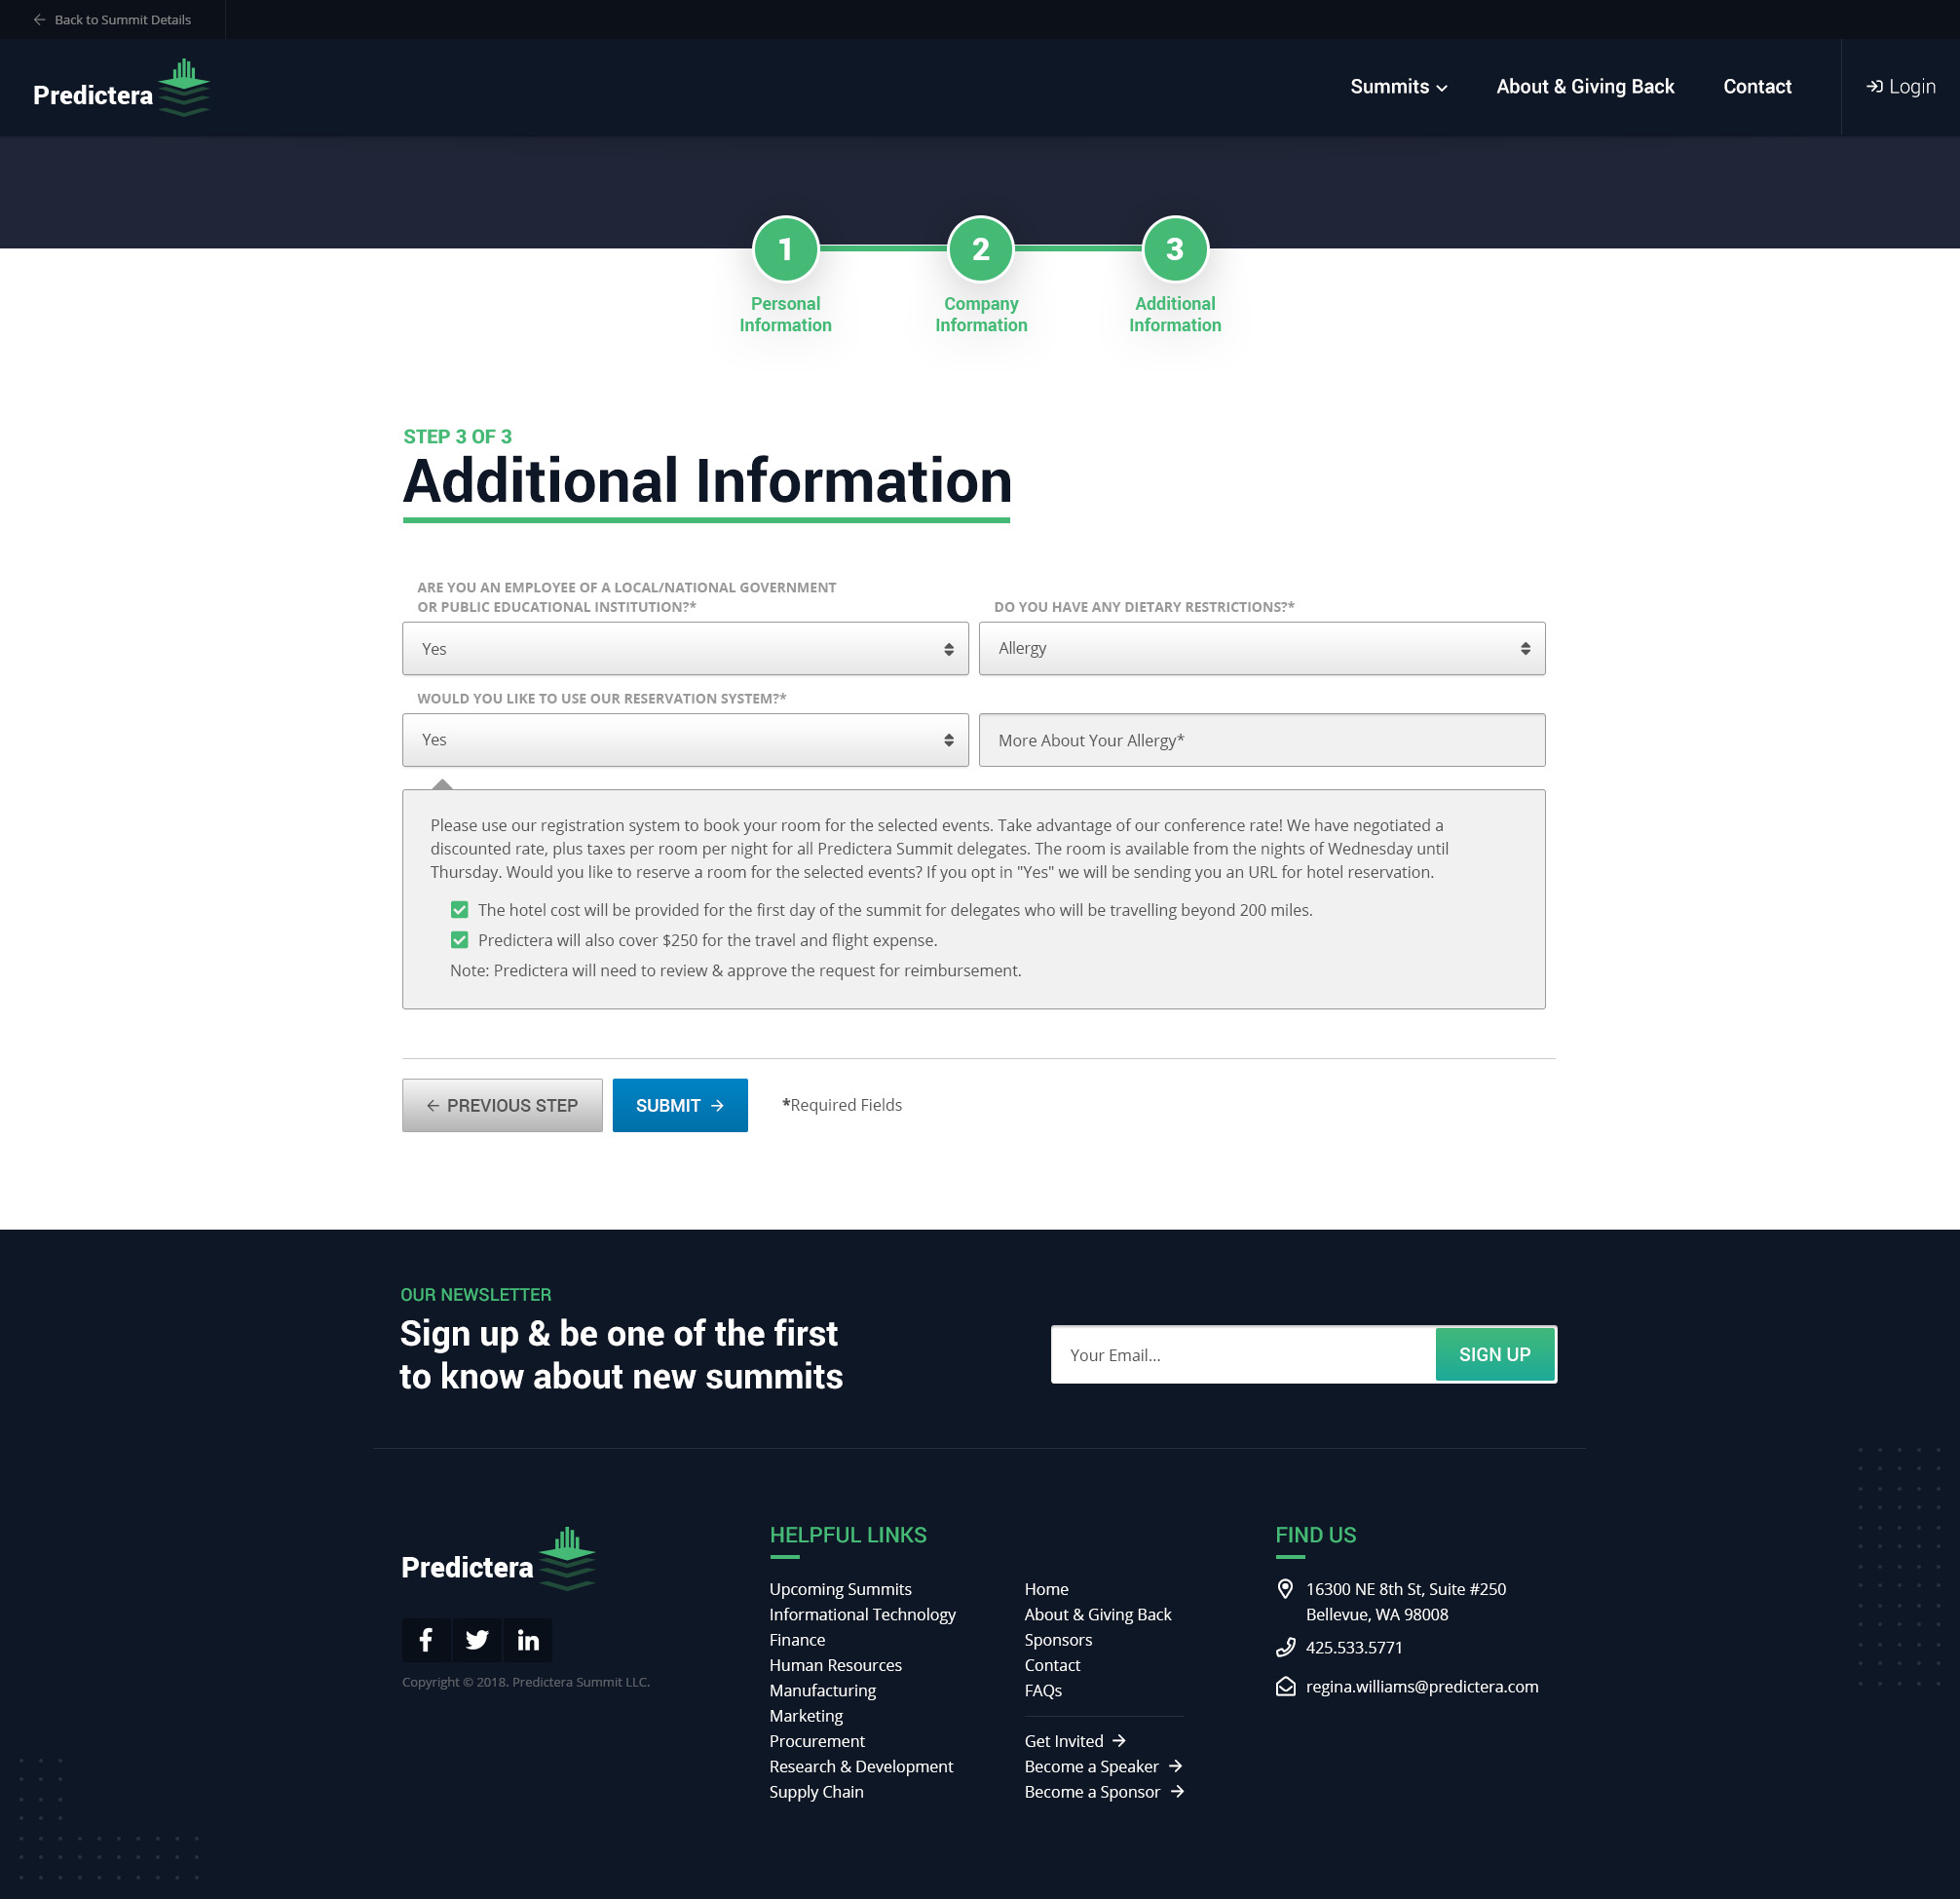 Back to Summit Details
Predictera
Summits
About & Giving Back
Contact
Login
1
2
3
Personal
Information
Company
Information
Additional
Information
STEP 3 OF 3
Additional Information
ARE YOU AN EMPLOYEE OF A LOCAL/NATIONAL GOVERNMENT
OR PUBLIC EDUCATIONAL INSTITUTION?*
Yes
DO YOU HAVE ANY DIETARY RESTRICTIONS?*
Allergy
WOULD YOU LIKE TO USE OUR RESERVATION SYSTEM?*
Yes
More About Your Allergy*
Please use our registration system to book your room for the selected events. Take advantage of our conference rate! We have negotiated a
discounted rate, plus taxes per room per night for all Predictera Summit delegates. The room is available from the nights of Wednesday until
Thursday. Would you like to reserve a room for the selected events? If you opt in "Yes" we will be sending you an URL for hotel reservation.
The hotel cost will be provided for the first day of the summit for delegates who will be travelling beyond 200 miles.
Predictera will also cover $250 for the travel and flight expense.
Note: Predictera will need to review & approve the request for reimbursement.
PREVIOUS STEP
SUBMIT
*Required Fields
OUR NEWSLETTER
Sign up & be one of the first
to know about new summits
Your Email...
SIGN UP
Predictera
Copyright © 2018. Predictera Summit LLC.
HELPFUL LINKS
Upcoming Summits
Informational Technology
Finance
Human Resources
Manufacturing
Marketing
Procurement
Research & Development
Supply Chain
Home
About & Giving Back
Sponsors
Contact
FAQs
Get Invited
Become a Speaker
Become a Sponsor
FIND US
16300 NE 8th St, Suite #250
Bellevue, WA 98008
425.533.5771
regina.williams@predictera.com